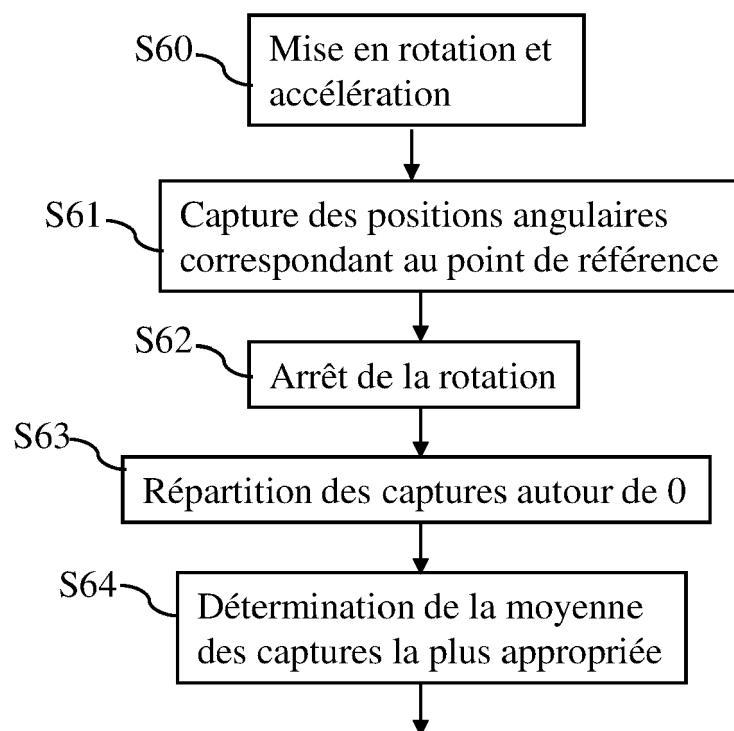 S60
Mise en rotation et
accélération
S61
Capture des positions angulaires
correspondant au point de référence
S62
Arrêt de la rotation
S63
Répartition des captures autour de 0
S64
Détermination de la moyenne
des captures la plus appropriée